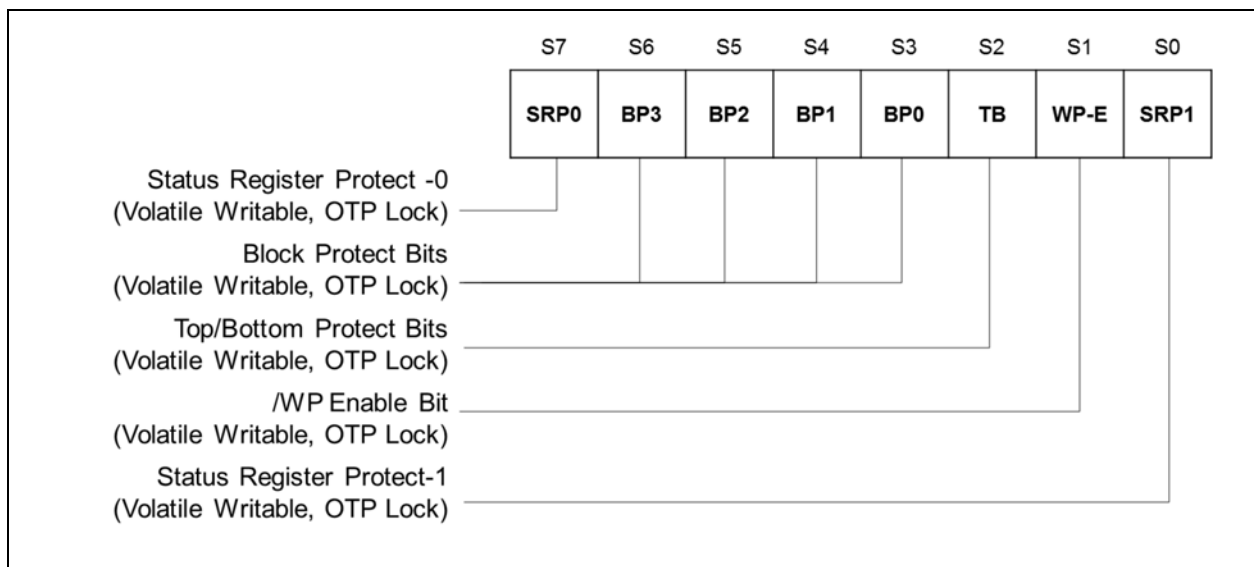 S7 S6 S5 S4 S3 S2 S1 S0
SRP0 BP3 BP2 BP1 BP0 TB WP-E SRP1
Status Register Protect -0
(Volatile Writable, OTP Lock)
Block Protect Bits
(Volatile Writable, OTP Lock)
Top/Bottom Protect Bits
(Volatile Writable, OTP Lock)
/WP Enable Bit
(Volatile Writable, OTP Lock)
Status Register Protect-1
(Volatile Writable, OTP Lock)